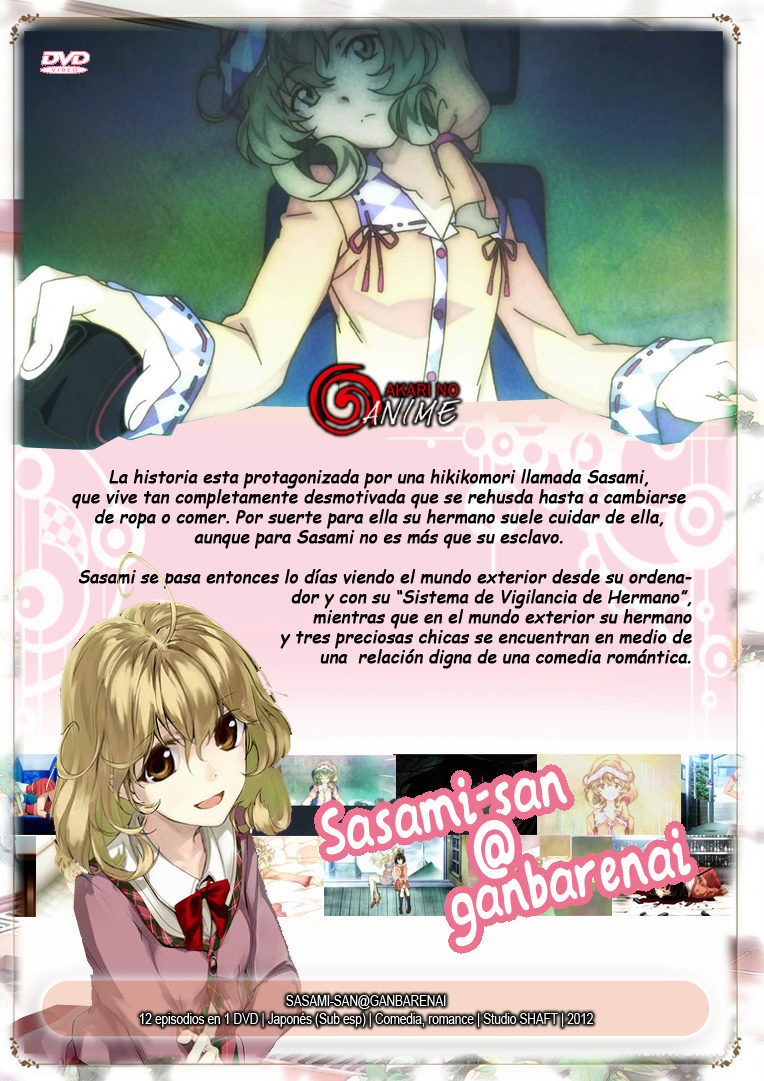 DVD
VIDEO
AKARI NO
ANIME
La historia esta protagonizada por una hikikomori llamada Sasami,
que vive tan completamente desmotivada que se rehusda hasta a cambiarse
de ropa o comer. Por suerte para ella su hermano suele cuidar de ella,
aunque para Sasami no es más que su esclavo.
Sasami se pasa entonces lo días viendo el mundo exterior desde su ordena-
dor y con su “Sistema de Vigilancia de Hermano”,
mientras que en el mundo exterior su hermano
y tres preciosas chicas se encuentran en medio de
una relación digna de una comedia romántica.
Sasami-san
@
ganbarenai
SASAMI-SAN@GANBARENAI
12 episodios en 1 DVD | Japonés (Sub esp) | Comedia, romance | Studio SHAFT | 2012